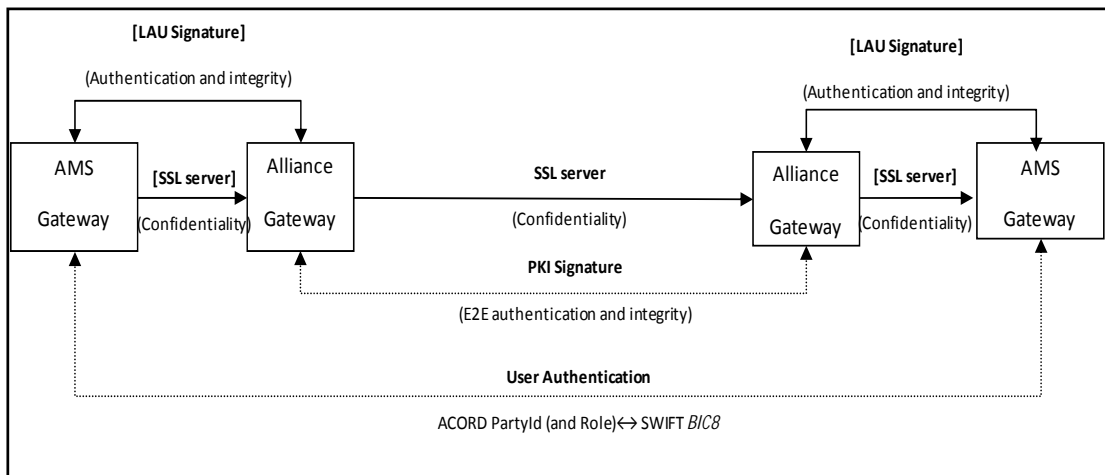 [LAU Signature]
(Authentication and integrity)
[LAU Signature]
(Authentication and integrity)
AMS
Gateway
[SSL server]
(Confidentiality)
Alliance
Gateway
SSL server
(Confidentiality)
Alliance
Gateway
[SSL server]
(Confidentiality)
AMS
Gateway
PKI Signature
(E2E authentication and integrity)
User Authentication
ACORD PartyId (and Role)↔ SWIFT BIC8